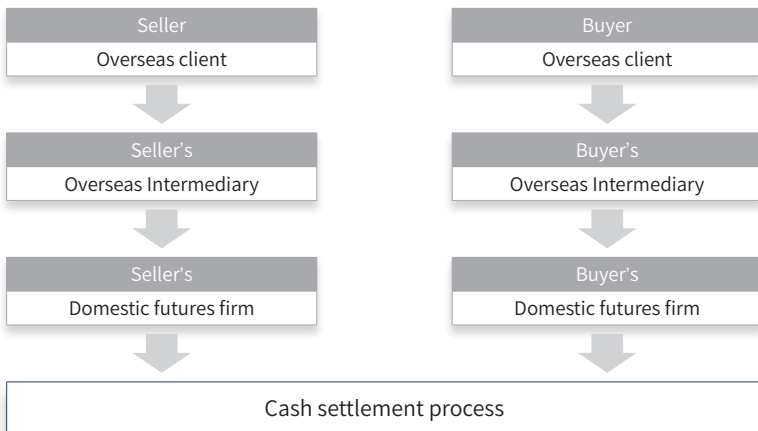 Seller
Overseas client
Buyer
Overseas client
Seller's
Overseas Intermediary
Buyer's
Overseas Intermediary
Seller's
Domestic futures firm
Buyer's
Domestic futures firm
Cash settlement process